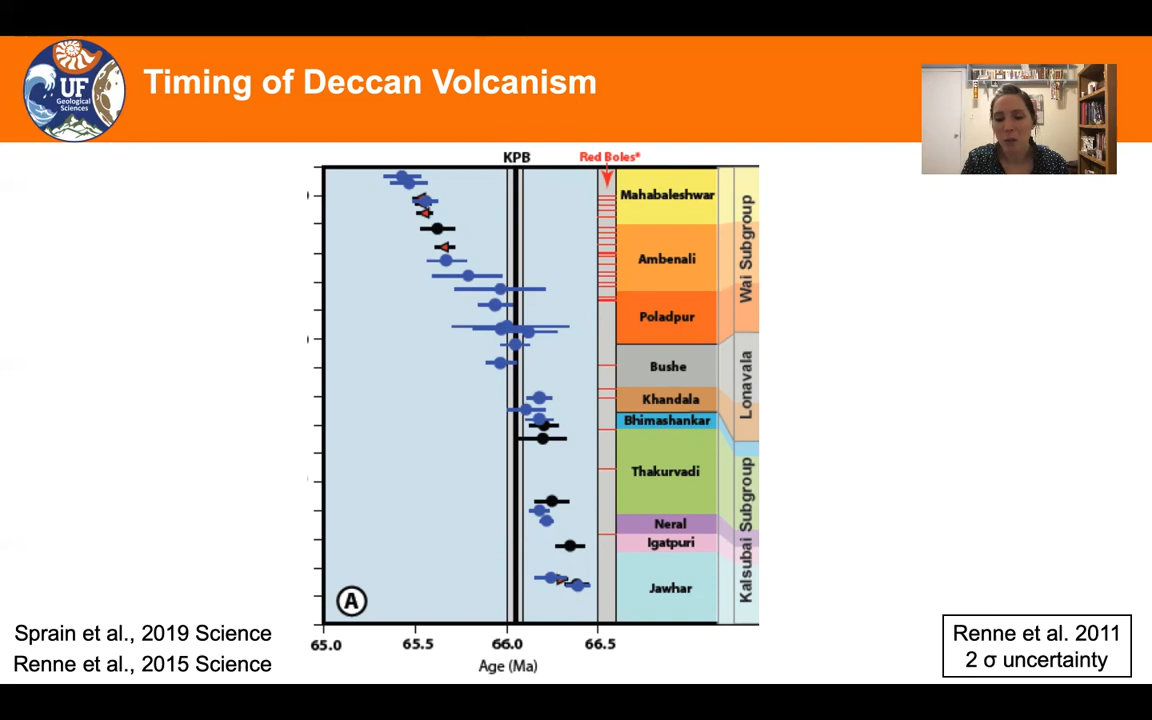 UF
Geological
Sciences
Timing of Deccan Volcanism
KPB
Red Boles*
Mahabaleshwar
Ambenali
Poladpur
Bushe
Khandala
Bhimashankar
Thakurvadi
Neral
Igatpuri
Jawhar
Wai Subgroup
Lonavala
Kalsubai Subgroup
A
65.0 65.5 66.0 66.5
Age (Ma)
Sprain et al., 2019 Science
Renne et al., 2015 Science
Renne et al. 2011
2 σ uncertainty